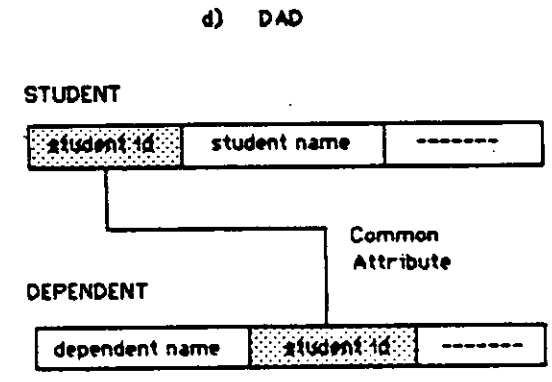 d) DAD
STUDENT
student id student name -------
Common
Attribute
DEPENDENT
dependent name student id -------